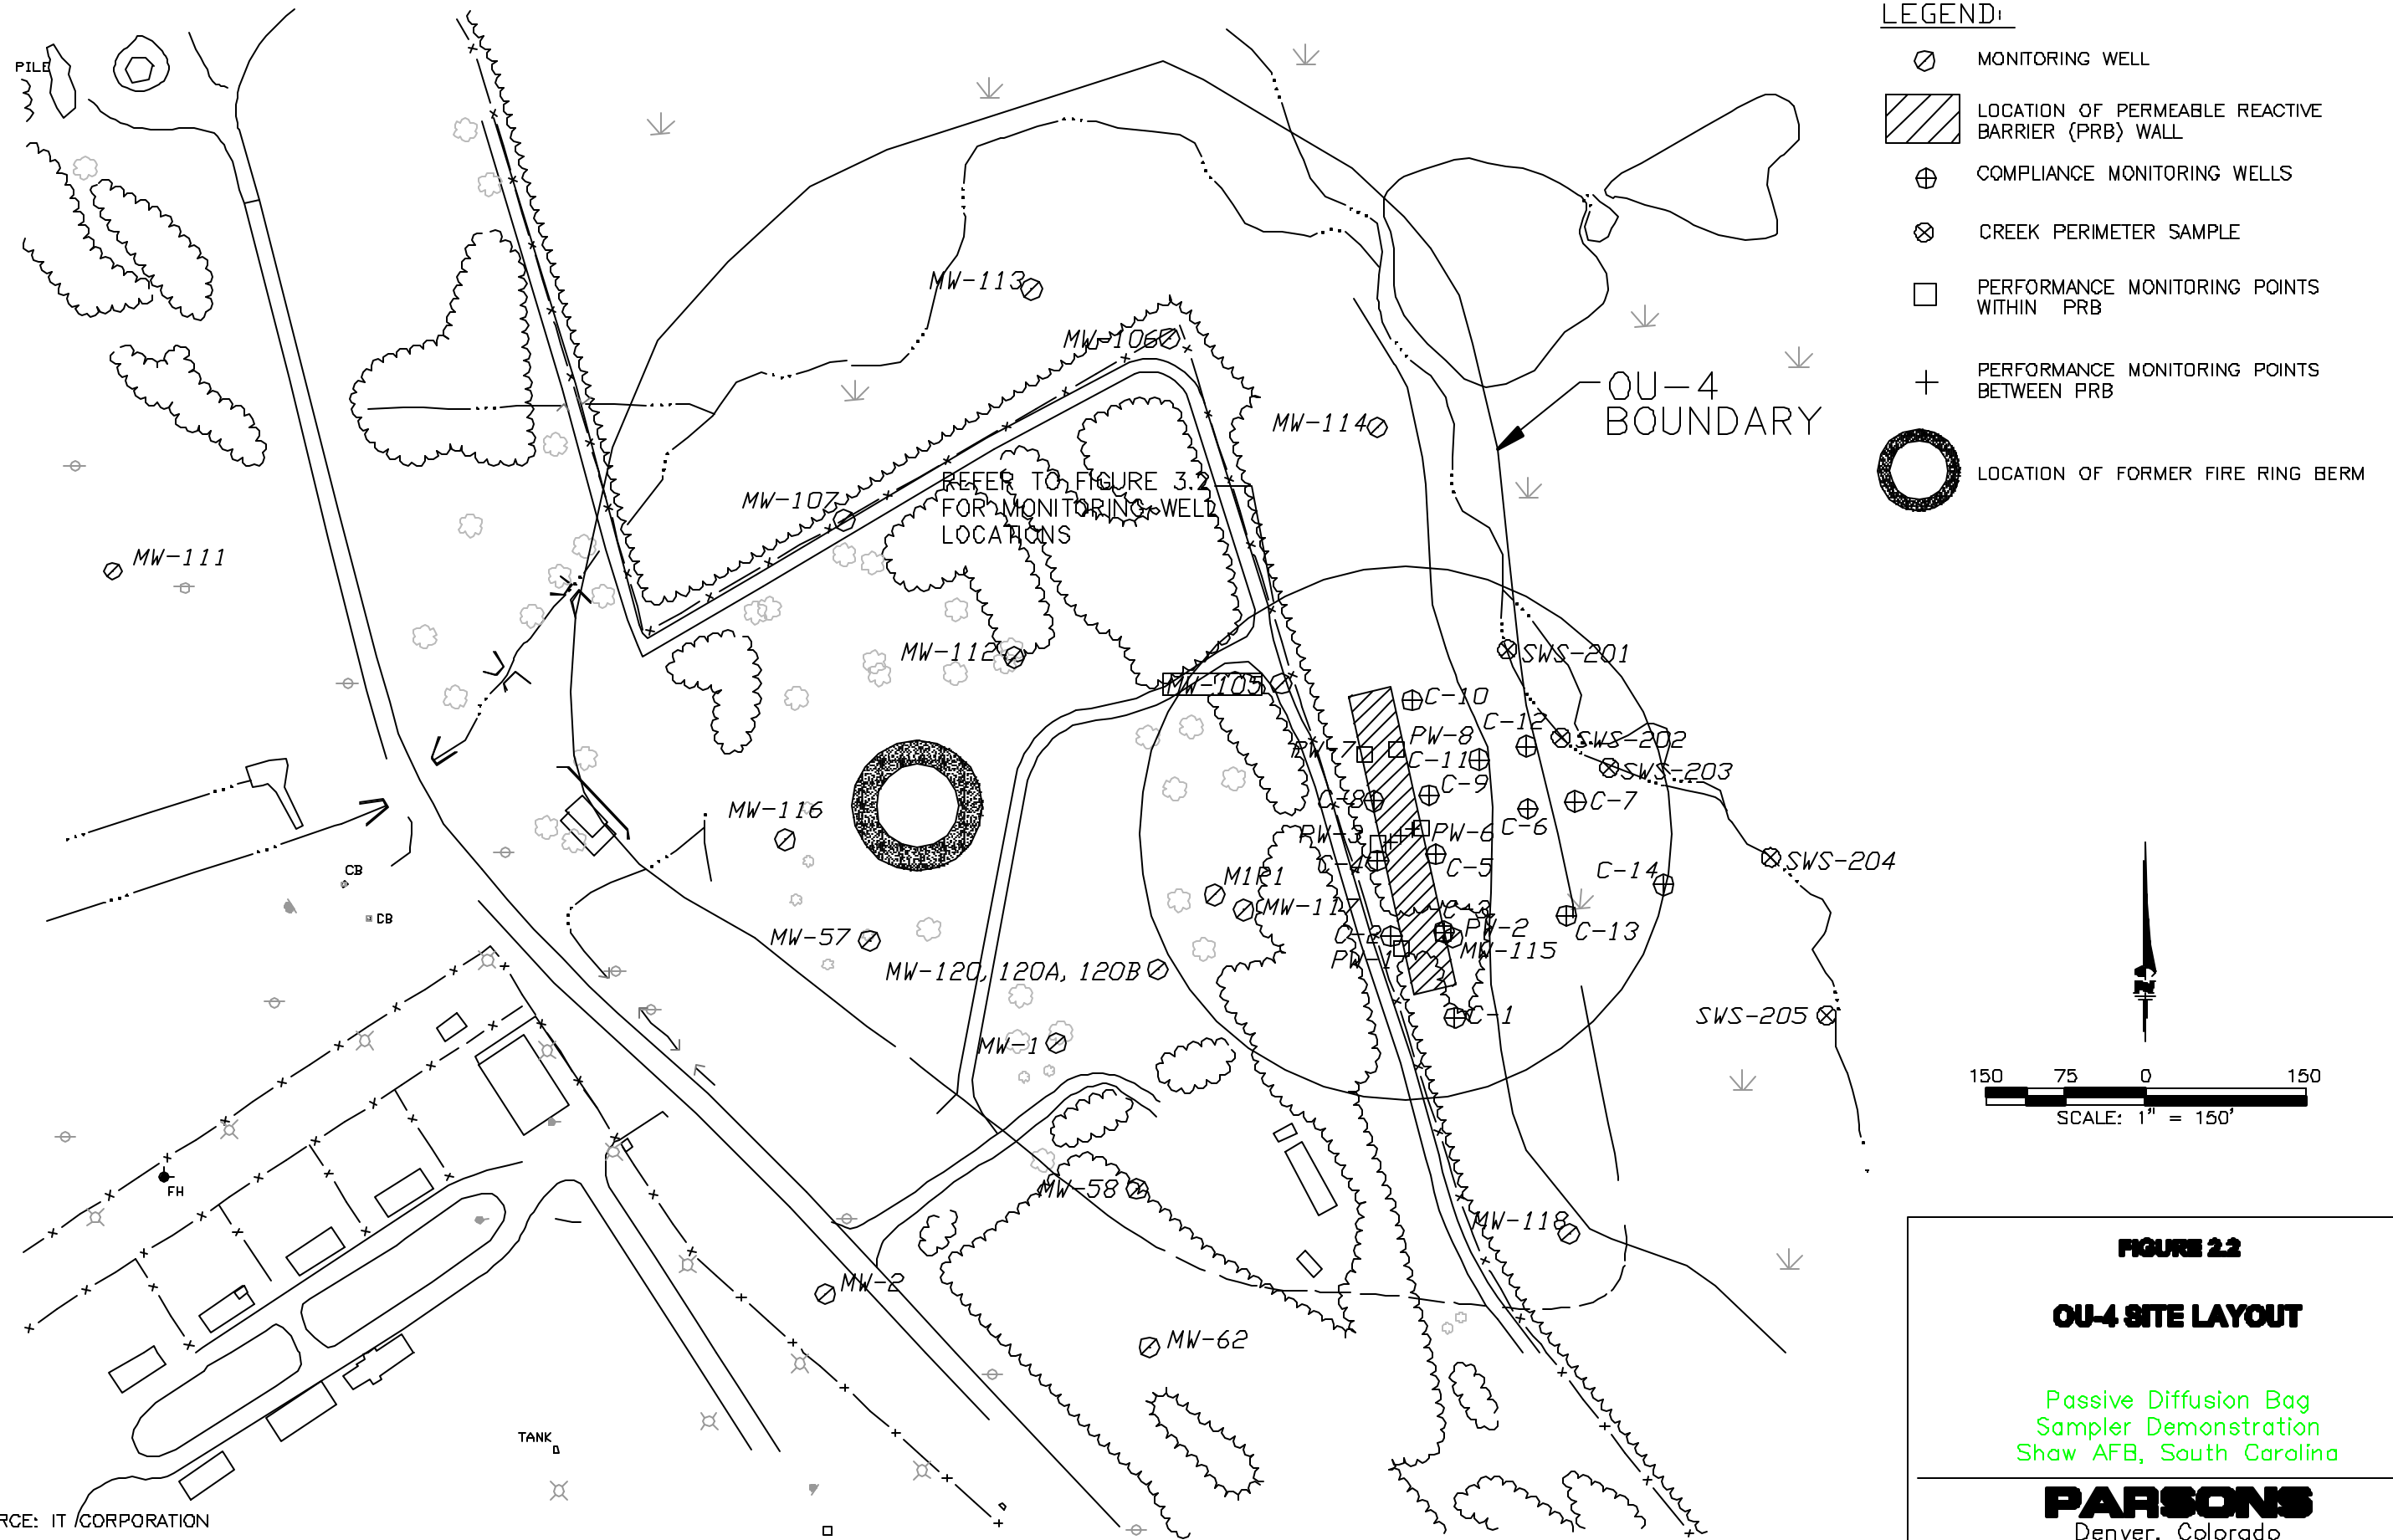 LEGEND:
MONITORING WELL
LOCATION OF PERMEABLE REACTIVE
BARRIER (PRB) WALL
COMPLIANCE MONITORING WELLS
CREEK PERIMETER SAMPLE
PERFORMANCE MONITORING POINTS
WITHIN PRB
PERFORMANCE MONITORING POINTS
BETWEEN PRB
LOCATION OF FORMER FIRE RING BERM
PILE
MW-113
MW-106
OU-4
BOUNDARY
MW-114
REFER TO FIGURE 3.2
FOR MONITORING WELL
LOCATIONS
MW-107
MW-111
MW-112
MW-105
SWS-201
C-10
C-12
PW-8
SWS-202
PW-7
C-11
SWS-203
C-9
C-8
C-7
MW-116
C-6
PW-3
PW-6
C-4
C-5
SWS-204
C-14
CB
CB
M1P1
MW-117
C-3
PW-2
C-13
MW-57
C-2
MW-115
PW-1
MW-120, 120A, 120B
SWS-205
C-1
MW-1
150 75 0 150
SCALE: 1" = 150'
FH
MW-58
MW-118
MW-2
MW-62
TANK
FIGURE 2.2
OU-4 SITE LAYOUT
Passive Diffusion Bag
Sampler Demonstration
Shaw AFB, South Carolina
PARSONS
Denver, Colorado
RCE: IT CORPORATION